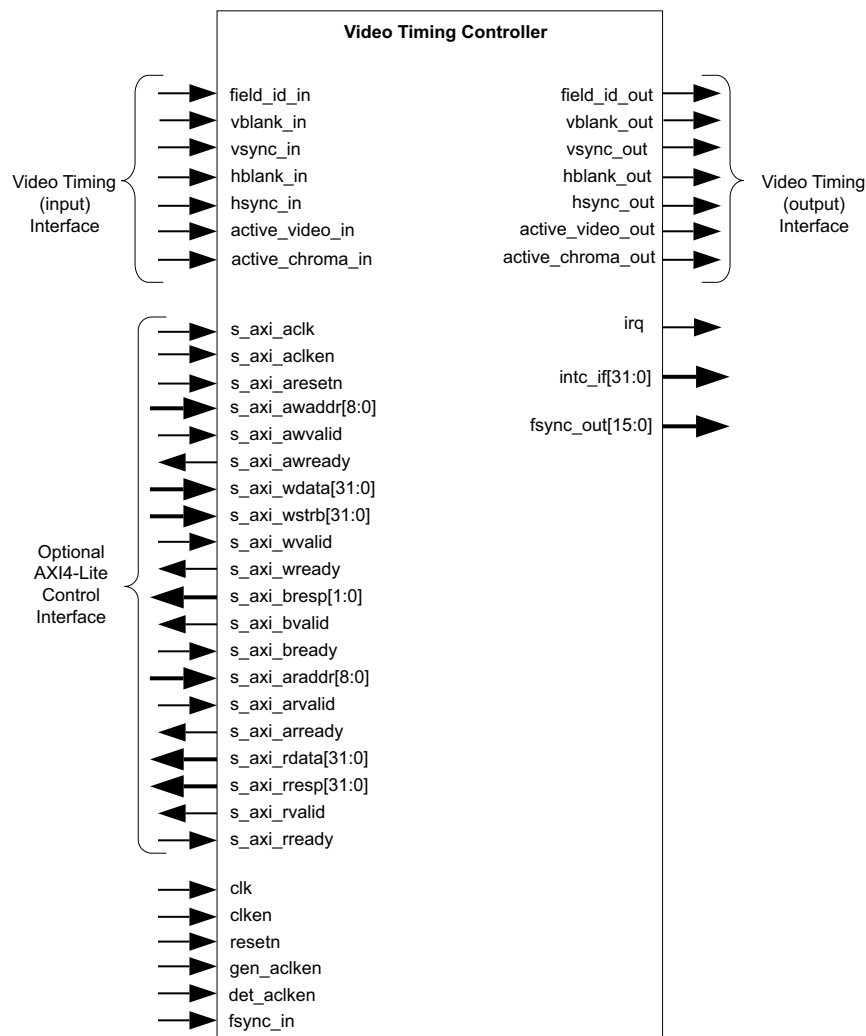 Video Timing Controller
Video Timing
(input)
Interface
field_id_in
vblank_in
vsync_in
hblank_in
hsync_in
active_video_in
active_chroma_in
field_id_out
vblank_out
vsync_out
hblank_out
hsync_out
active_video_out
active_chroma_out
Video Timing
(output)
Interface
Optional
AXI4-Lite
Control
Interface
s_axi_aclk
s_axi_aclken
s_axi_aresetn
s_axi_awaddr[8:0]
s_axi_awvalid
s_axi_awready
s_axi_wdata[31:0]
s_axi_wstrb[31:0]
s_axi_wvalid
s_axi_wready
s_axi_bresp[1:0]
s_axi_bvalid
s_axi_bready
s_axi_araddr[8:0]
s_axi_arvalid
s_axi_arready
s_axi_rdata[31:0]
s_axi_rresp[31:0]
s_axi_rvalid
s_axi_rready
irq
intc_if[31:0]
fsync_out[15:0]
clk
clken
resetn
gen_aclken
det_aclken
fsync_in